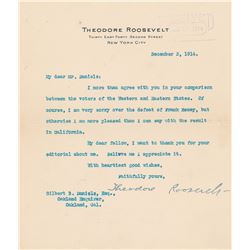 THEODORE ROOSEVELT
THIRTY EAST FORTY SECOND STREET
NEW YORK CITY
December 2, 1914.
My dear Mr. Daniels:
I more than agree with you in your comparison
between the voters of the Western and Eastern States. Of
course, I am very sorry over the defeat of Frank Heney, but
otherwise I am more pleased than I can say with the result
in California.
My dear fellow, I want to thank you for your
editorial about me. Believe me I appreciate it.
With heartiest good wishes,
Faithfully yours,
Theodore Roosevelt
Gilbert B. Daniels, Esq.,
Oakland Enquirer,
Oakland, Cal.